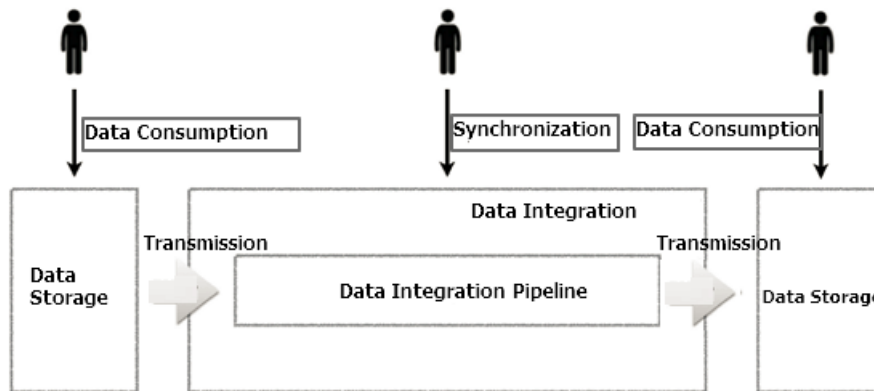 Data Consumption
Synchronization
Data Consumption
Data Integration
Transmission
Transmission
Data
Storage
Data Integration Pipeline
Data Storage